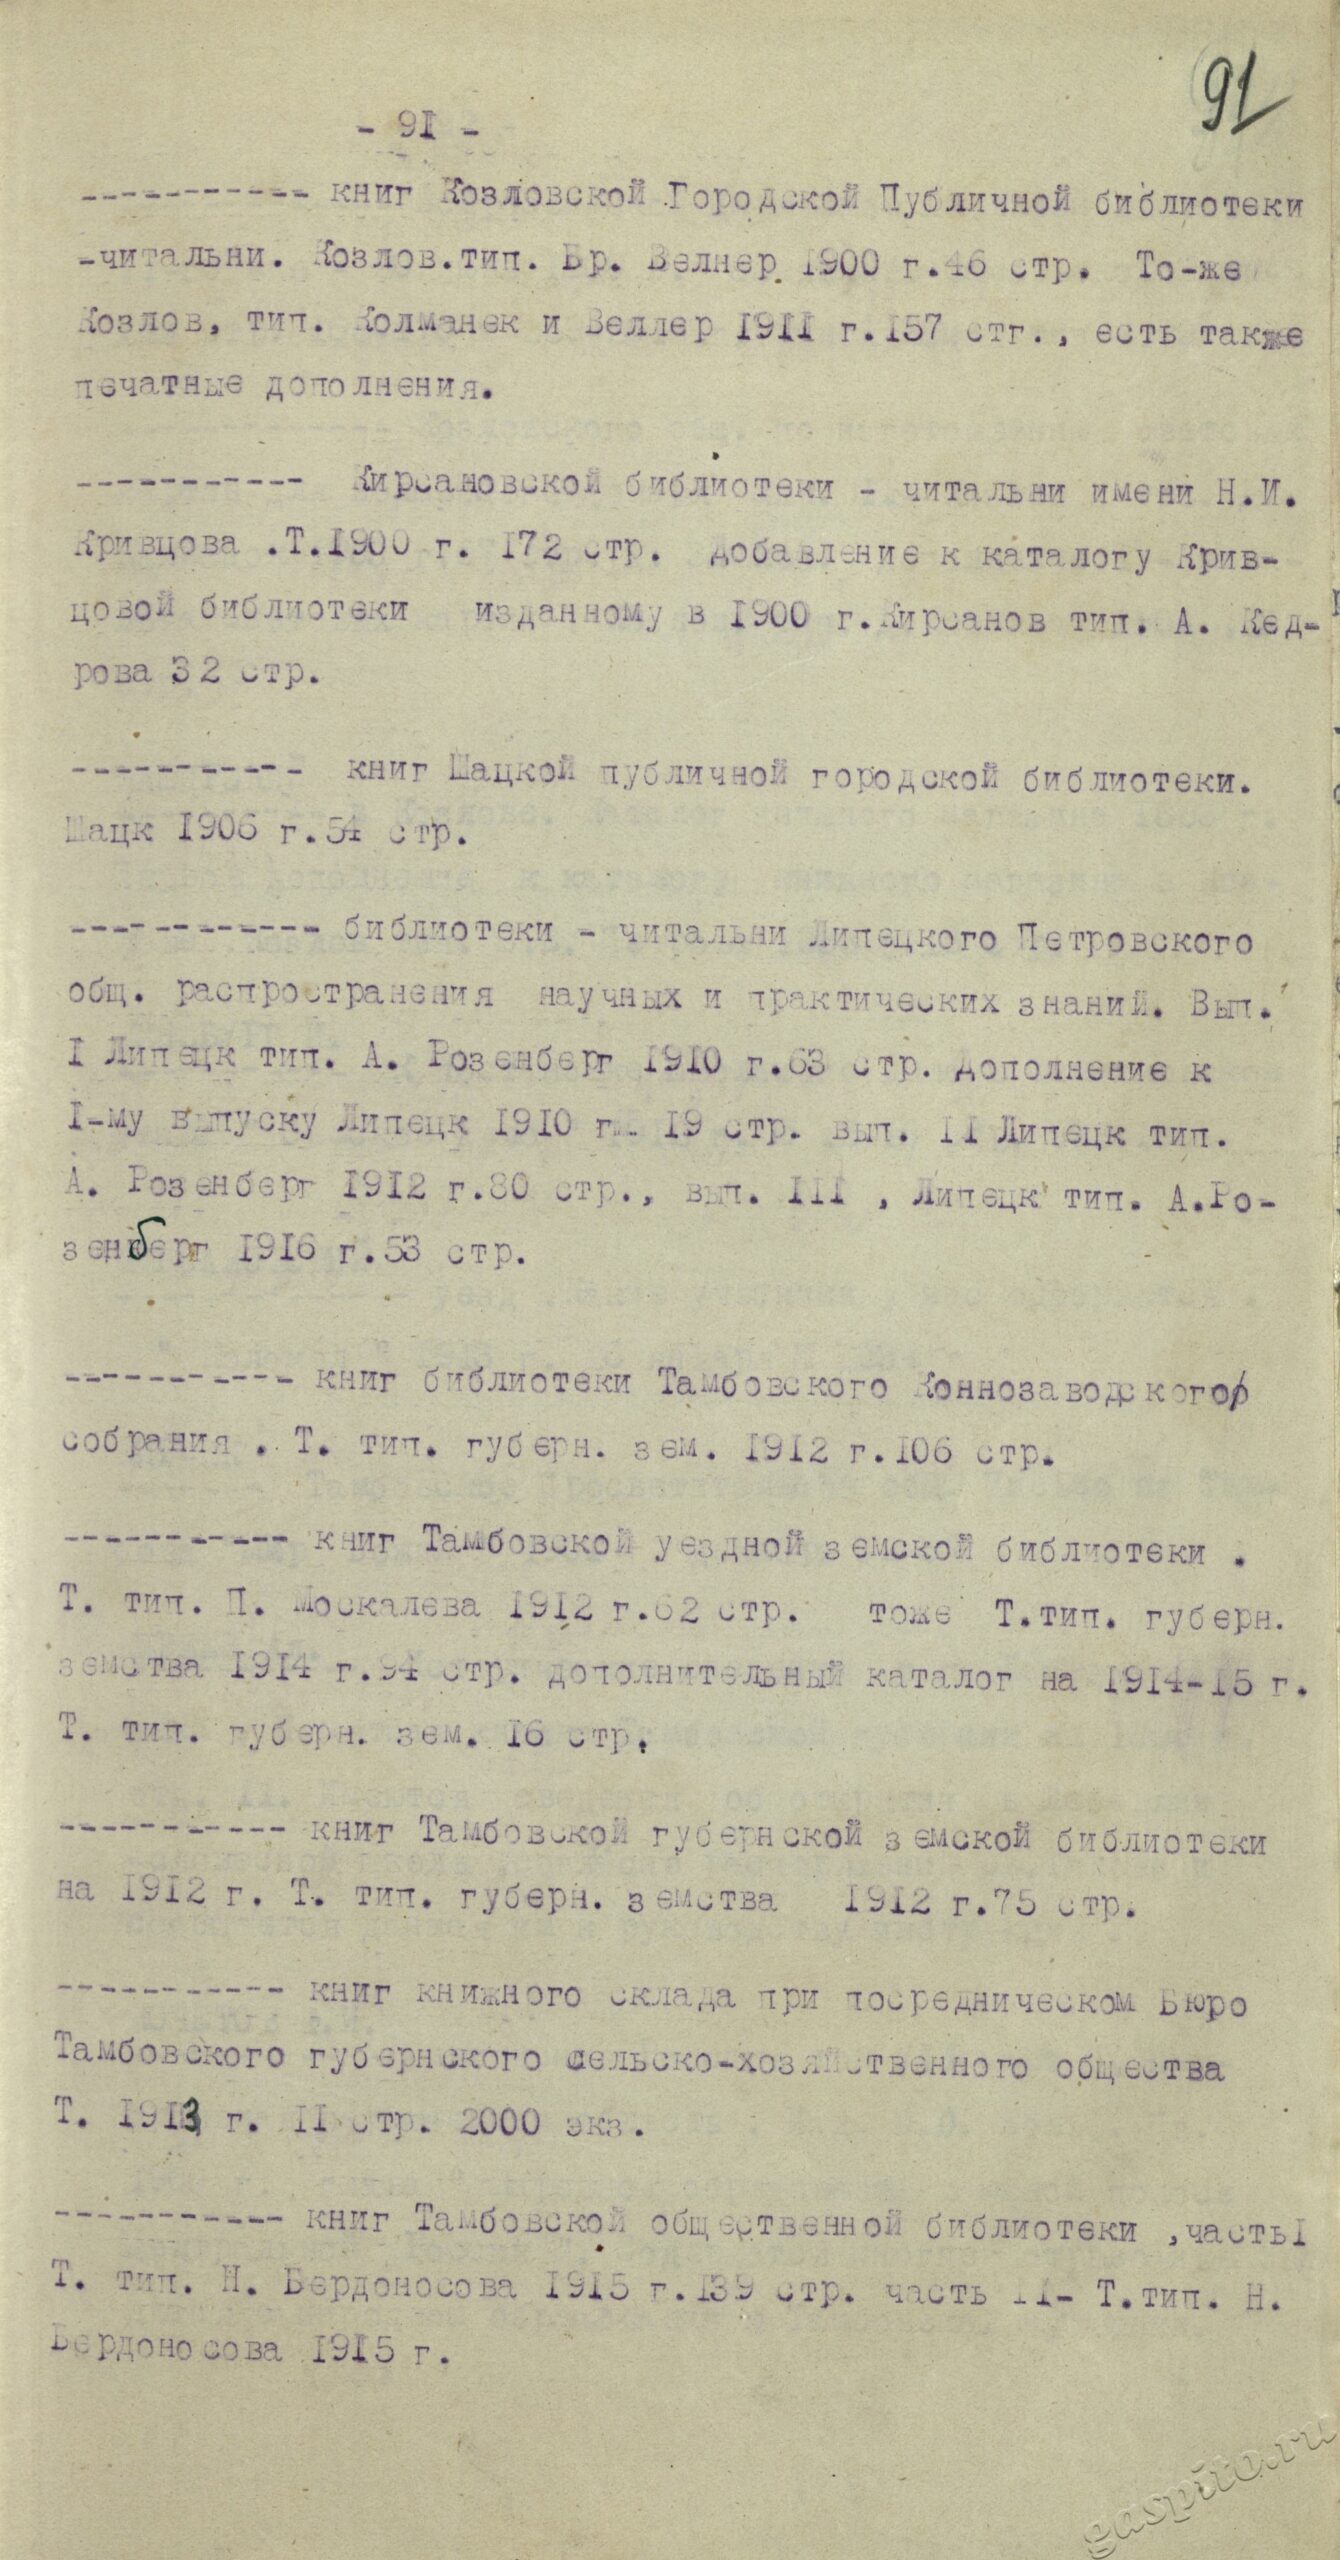 91
- 91 -
----------- книг Козловской Городской Публичной библиотеки
-читальни. Козлов.тип. Бр. Велнер 1900 г.46 стр. То-же
Козлов, тип. Колманек и Веллер 1911 г.157 стг., есть также
печатные дополнения.
----------- Кирсановской библиотеки - читальни имени Н.И.
Кривцова .Т.1900 г. 172 стр. добавление к каталогу Крив-
цовой библиотеки изданному в 1900 г.Кирсанов тип. А. Кед-
рова 32 стр.
----------- книг Шацкой публичной городской библиотеки.
Шацк 1906 г.54 стр.
------------ библиотеки - читальни Липецкого Петровского
общ. распространения научных и практических знаний. Вып.
I Липецк тип. А. Розенберг 1910 г.63 стр. дополнение к
I-му выпуску Липецк 1910 г. 19 стр. вып. II Липецк тип.
А. Розенберг 1912 г.80 стр., вып. III , Липецк тип. А.Ро-
зенберг 1916 г.53 стр.
----------- книг библиотеки Тамбовского Коннозаводского
собрания . Т. тип. губерн. зем. 1912 г.106 стр.
----------- книг Тамбовской уездной земской библиотеки .
Т. тип. П. Москалева 1912 г.62 стр. тоже Т.тип. губерн.
земства 1914 г.94 стр. дополнительный каталог на 1914-15 г.
Т. тип. губерн. зем. 16 стр.
----------- книг Тамбовской губернской земской библиотеки
на 1912 г. Т. тип. губерн. земства 1912 г.75 стр.
----------- книг книжного склада при посредническом Бюро
Тамбовского губернского сельско-хозяйственного общества
Т. 1913 г. II стр. 2000 экз.
----------- книг Тамбовской общественной библиотеки ,частьI
Т. тип. Н. Бердоносова 1915 г.139 стр. часть II- Т.тип. Н.
Бердоносова 1915 г.
gaspito.ru